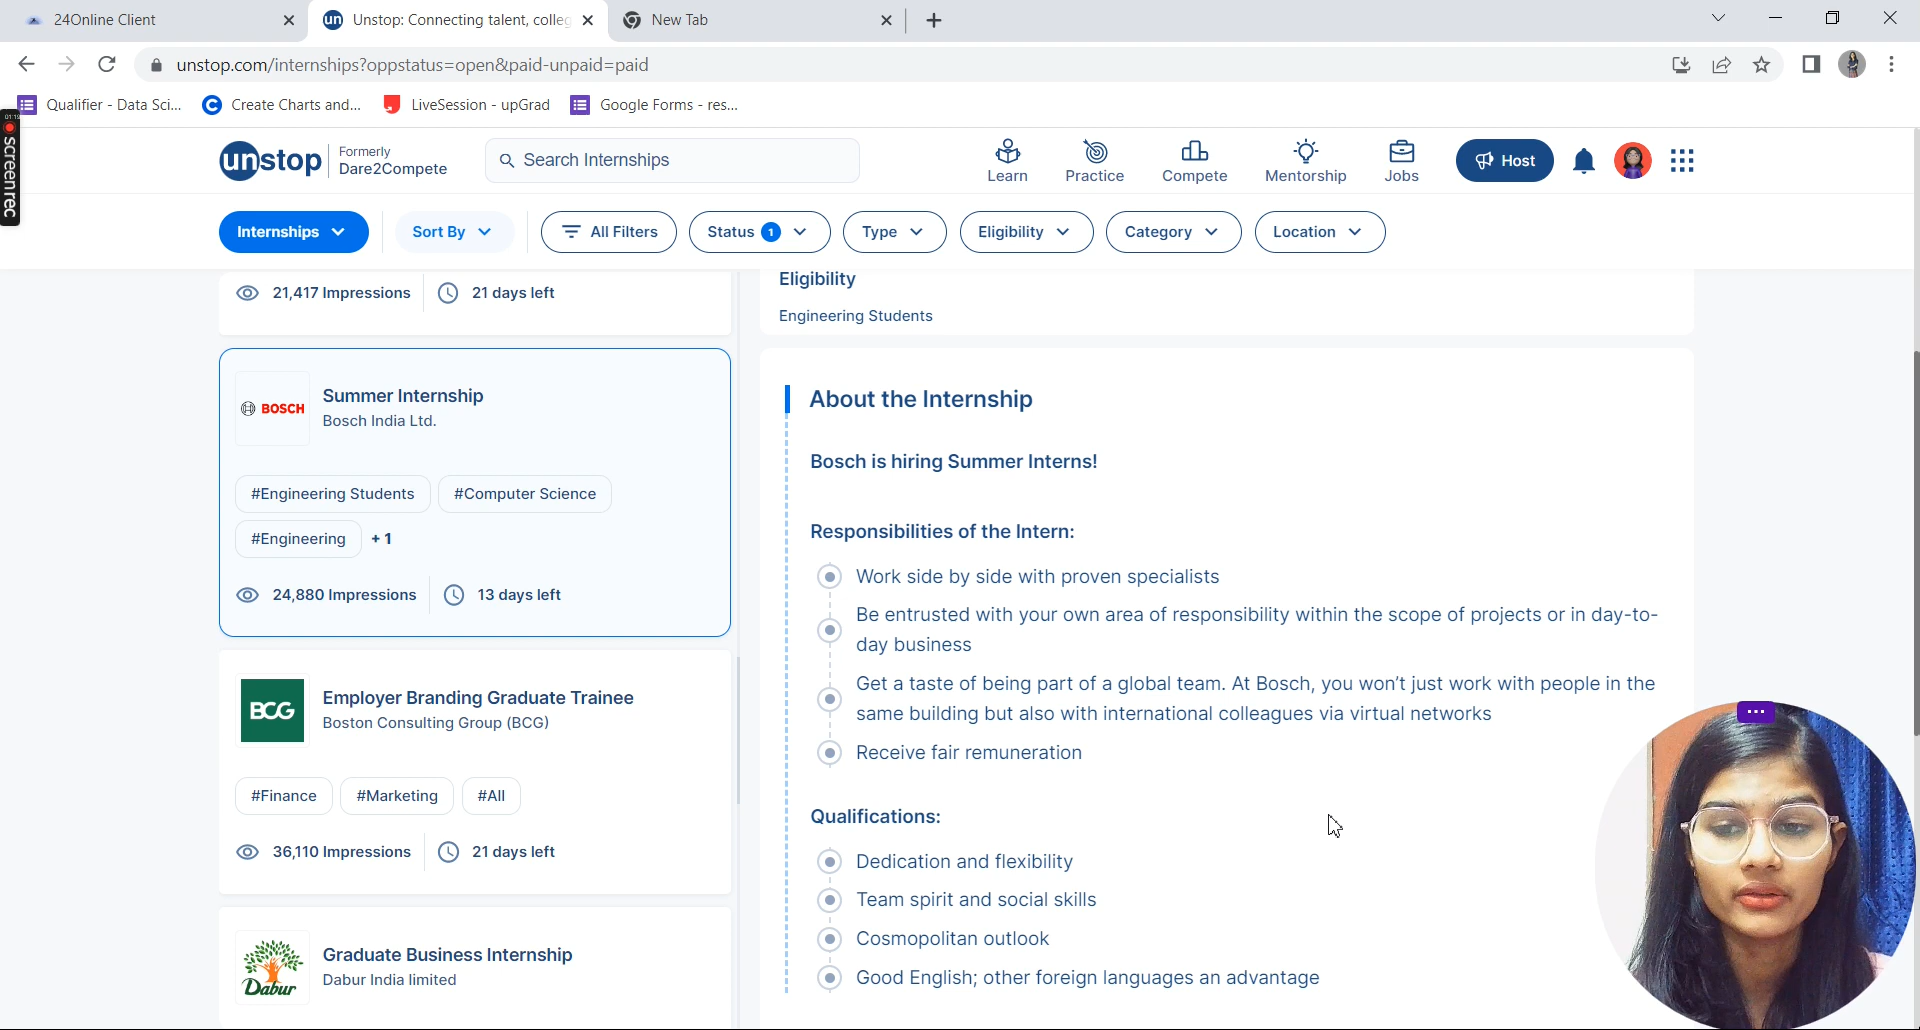 24Online Client
Unstop: Connecting talent, colleg
New Tab
unstop.com/internships?oppstatus=open&paid-unpaid=paid
Qualifier - Data Sci...
Create Charts and...
LiveSession - upGrad
Google Forms - res...
screenrec
unstop
Formerly
Dare2Compete
Search Internships
Learn
Practice
Compete
Mentorship
Jobs
Host
Internships
Sort By
All Filters
Status 1
Type
Eligibility
Category
Location
21,417 Impressions
21 days left
BOSCH
Summer Internship
Bosch India Ltd.
#Engineering Students
#Computer Science
#Engineering
+ 1
24,880 Impressions
13 days left
BCG
Employer Branding Graduate Trainee
Boston Consulting Group (BCG)
#Finance
#Marketing
#All
36,110 Impressions
21 days left
Dabur
Graduate Business Internship
Dabur India limited
Eligibility
Engineering Students
About the Internship
Bosch is hiring Summer Interns!
Responsibilities of the Intern:
Work side by side with proven specialists
Be entrusted with your own area of responsibility within the scope of projects or in day-to-
day business
Get a taste of being part of a global team. At Bosch, you won't just work with people in the
same building but also with international colleagues via virtual networks
Receive fair remuneration
Qualifications:
Dedication and flexibility
Team spirit and social skills
Cosmopolitan outlook
Good English; other foreign languages an advantage